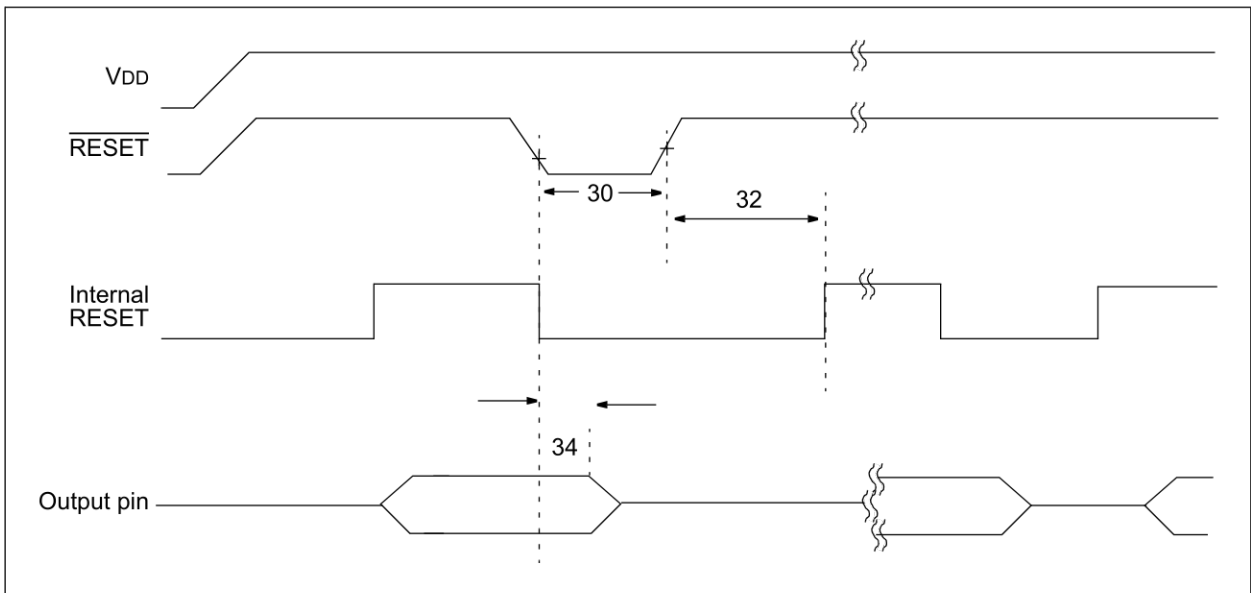 VDD
RESET
30
32
Internal
RESET
34
Output pin